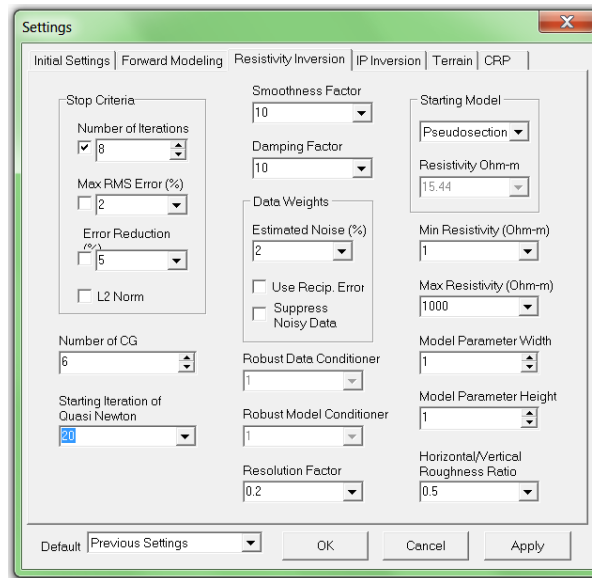 Settings
Initial Settings
Forward Modeling
Resistivity Inversion
IP Inversion
Terrain
CRP
Stop Criteria
Number of Iterations
8
Max RMS Error (%)
2
Error Reduction
(%)
5
L2 Norm
Number of CG
6
Starting Iteration of
Quasi Newton
20
Smoothness Factor
10
Damping Factor
10
Data Weights
Estimated Noise (%)
2
Use Recip. Error
Suppress
Noisy Data
Robust Data Conditioner
1
Robust Model Conditioner
1
Resolution Factor
0.2
Starting Model
Pseudosection
Resistivity Ohm-m
15.44
Min Resistivity (Ohm-m)
1
Max Resistivity (Ohm-m)
1000
Model Parameter Width
1
Model Parameter Height
1
Horizontal/Vertical
Roughness Ratio
0.5
Default
Previous Settings
OK
Cancel
Apply